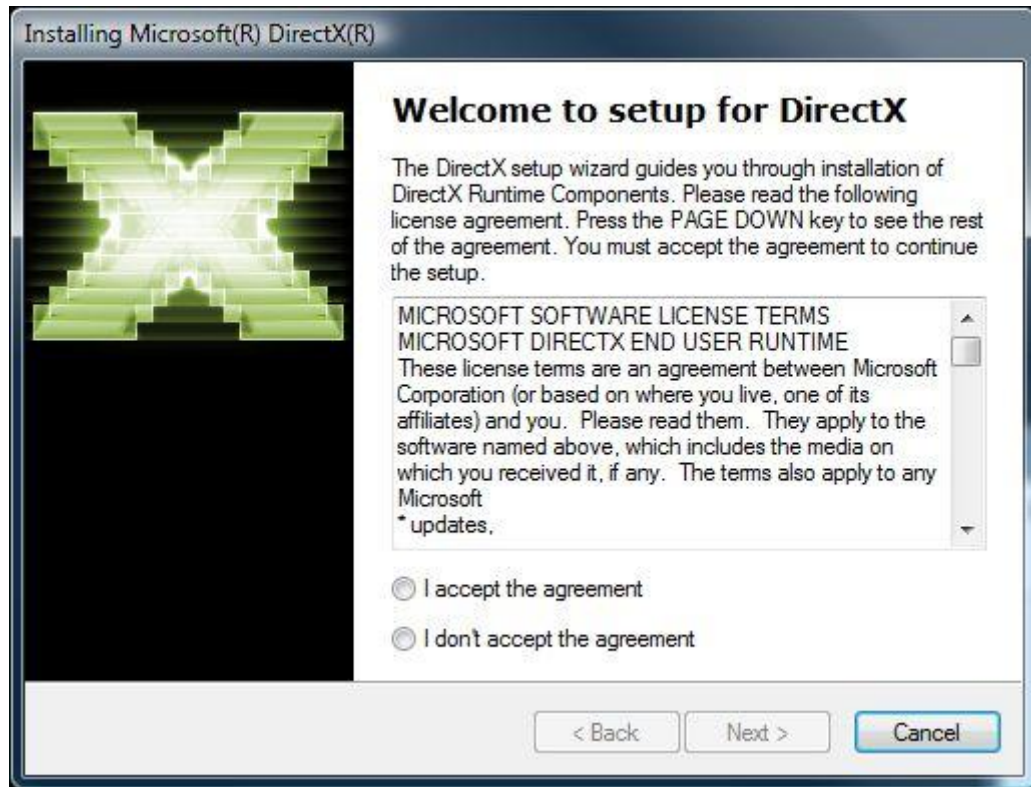 Installing Microsoft(R) DirectX(R)
Welcome to setup for DirectX
The DirectX setup wizard guides you through installation of
DirectX Runtime Components. Please read the following
license agreement. Press the PAGE DOWN key to see the rest
of the agreement. You must accept the agreement to continue
the setup.
MICROSOFT SOFTWARE LICENSE TERMS
MICROSOFT DIRECTX END USER RUNTIME
These license terms are an agreement between Microsoft
Corporation (or based on where you live, one of its
affiliates) and you.  Please read them.  They apply to the
software named above, which includes the media on
which you received it, if any.  The terms also apply to any
Microsoft
* updates,
I accept the agreement
I don't accept the agreement
< Back   Next >   Cancel